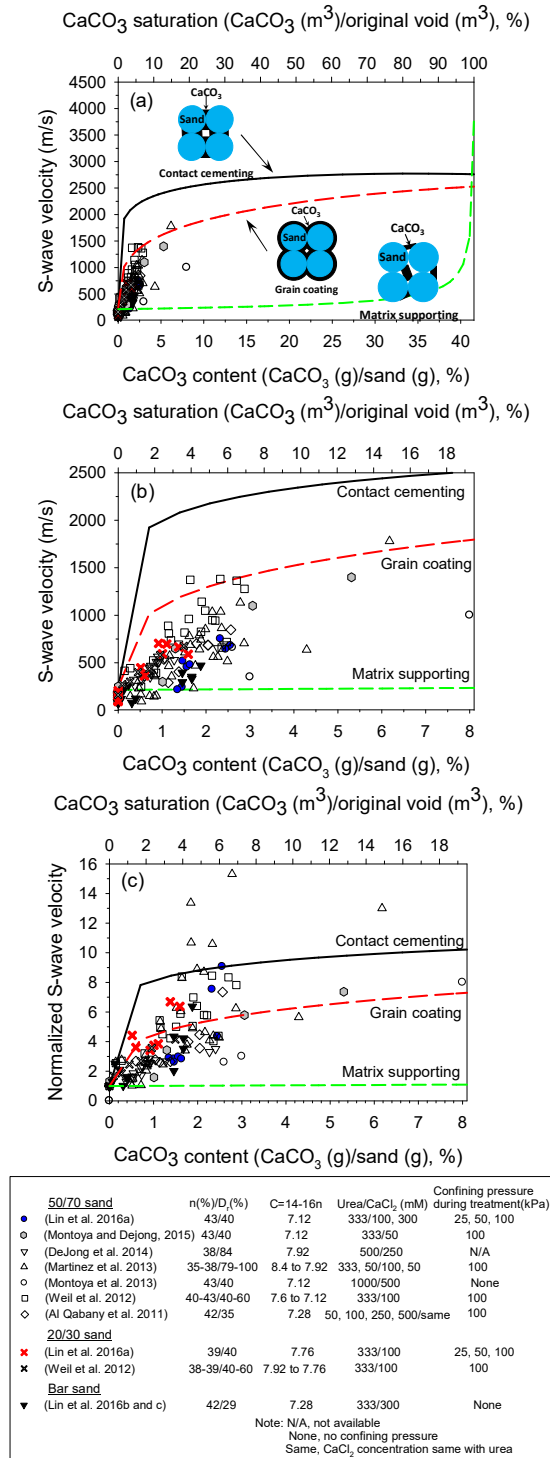 CaCO3 saturation (CaCO3 (m3)/original void (m3), %)
0 10 20 30 40 50 60 70 80 90 100
4500
4000
3500
3000
2500
2000
1500
1000
500
0
S-wave velocity (m/s)
(a)
CaCO3
Sand
Contact cementing
CaCO3
Sand
Grain coating
CaCO3
Sand
Matrix supporting
0 5 10 15 20 25 30 35 40
CaCO3 content (CaCO3 (g)/sand (g), %)
CaCO3 saturation (CaCO3 (m3)/original void (m3), %)
0 2 4 6 8 10 12 14 16 18
2500
2000
1500
1000
500
0
S-wave velocity (m/s)
(b)
Contact cementing
Grain coating
Matrix supporting
0 1 2 3 4 5 6 7 8
CaCO3 content (CaCO3 (g)/sand (g), %)
CaCO3 saturation (CaCO3 (m3)/original void (m3), %)
0 2 4 6 8 10 12 14 16 18
16
14
12
10
8
6
4
2
0
Normalized S-wave velocity
(c)
Contact cementing
Grain coating
Matrix supporting
0 1 2 3 4 5 6 7 8
CaCO3 content (CaCO3 (g)/sand (g), %)
50/70 sand n(%)/Dr(%) C=14-16n Urea/CaCl2 (mM) Confining pressure during treatment(kPa)
(Lin et al. 2016a) 43/40 7.12 333/100, 300 25, 50, 100
(Montoya and Dejong, 2015) 43/40 7.12 333/50 100
(DeJong et al. 2014) 38/84 7.92 500/250 N/A
(Martinez et al. 2013) 35-38/79-100 8.4 to 7.92 333, 50/100, 50 100
(Montoya et al. 2013) 43/40 7.12 1000/500 None
(Weil et al. 2012) 40-43/40-60 7.6 to 7.12 333/100 100
(Al Qabany et al. 2011) 42/35 7.28 50, 100, 250, 500/same 100
20/30 sand
(Lin et al. 2016a) 39/40 7.76 333/100 25, 50, 100
(Weil et al. 2012) 38-39/40-60 7.92 to 7.76 333/100 100
Bar sand
(Lin et al. 2016b and c) 42/29 7.28 333/300 None
Note: N/A, not available
None, no confining pressure
Same, CaCl2 concentration same with urea